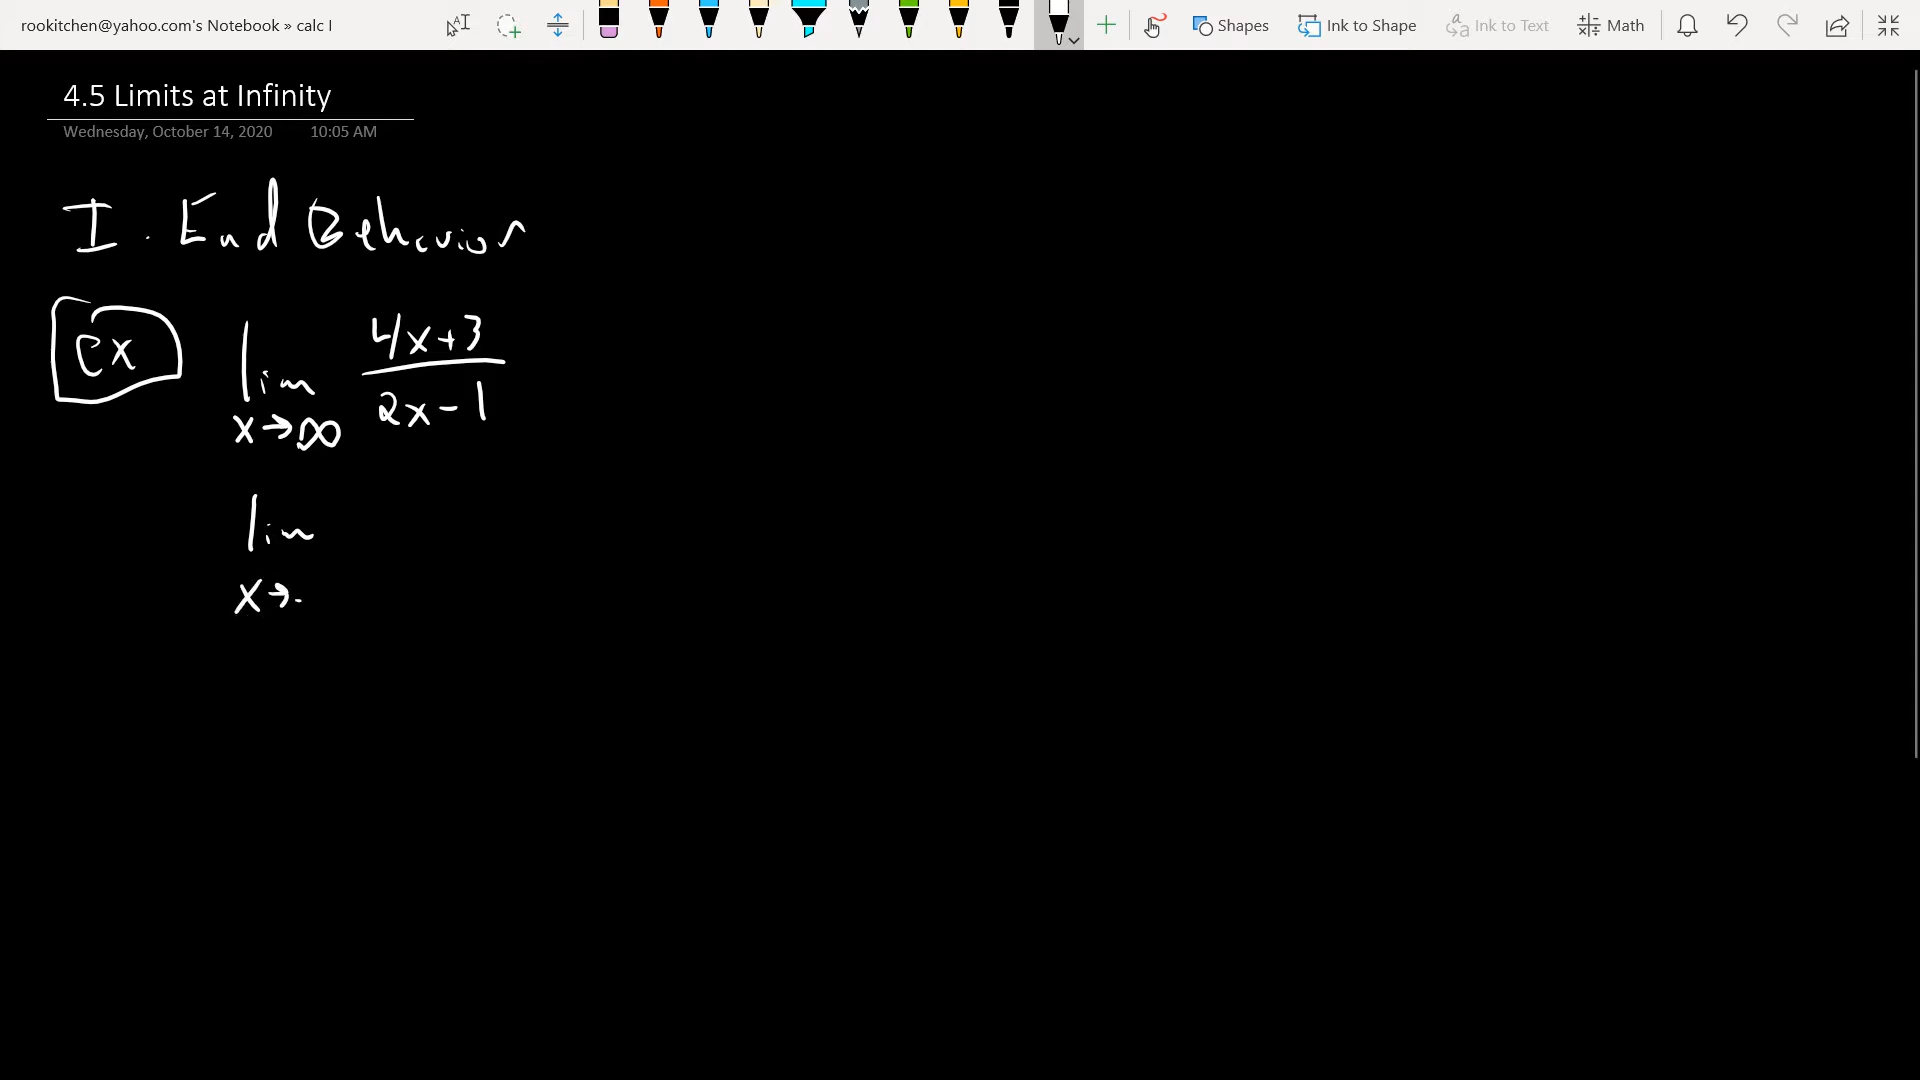 rookitchen@yahoo.com's Notebook » calc I
Shapes
Ink to Shape
Ink to Text
Math
4.5 Limits at Infinity
Wednesday, October 14, 2020 10:05 AM
I. End Behavior
ex
lim 4x+3
x→∞ 2x-1
lim
x→-